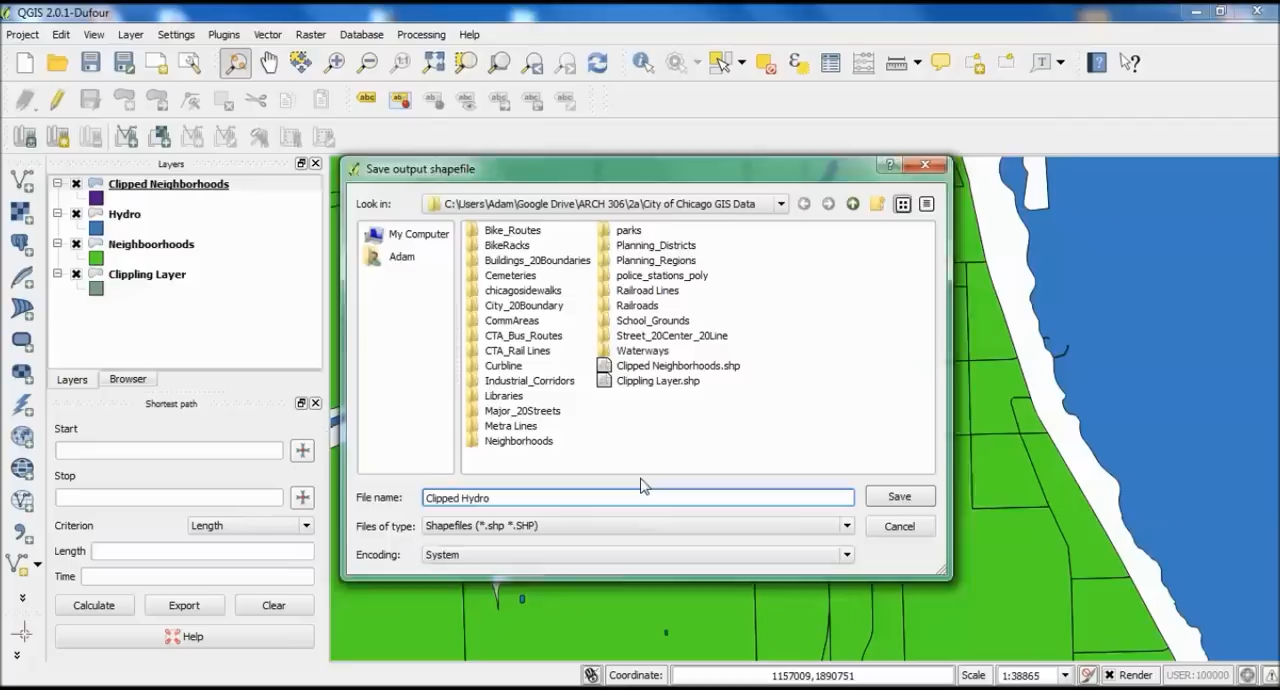 QGIS 2.0.1-Dufour
Project Edit View Layer Settings Plugins Vector Raster Database Processing Help
Layers
Clipped Neighborhoods
Hydro
Neighboorhoods
Clippling Layer
Layers Browser
Shortest path
Start
Stop
Criterion Length
Length
Time
Calculate Export Clear
Help
Save output shapefile
Look in: C:\Users\Adam\Google Drive\ARCH 306\2a\City of Chicago GIS Data
My Computer
Adam
Bike_Routes
BikeRacks
Buildings_20Boundaries
Cemeteries
chicagosidewalks
City_20Boundary
CommAreas
CTA_Bus_Routes
CTA_Rail Lines
Curbline
Industrial_Corridors
Libraries
Major_20Streets
Metra Lines
Neighborhoods
parks
Planning_Districts
Planning_Regions
police_stations_poly
Railroad Lines
Railroads
School_Grounds
Street_20Center_20Line
Waterways
Clipped Neighborhoods.shp
Clippling Layer.shp
File name: Clipped Hydro Save
Files of type: Shapefiles (*.shp *.SHP) Cancel
Encoding: System
Coordinate: 1157009,1890751 Scale 1:38865 Render USER:100000